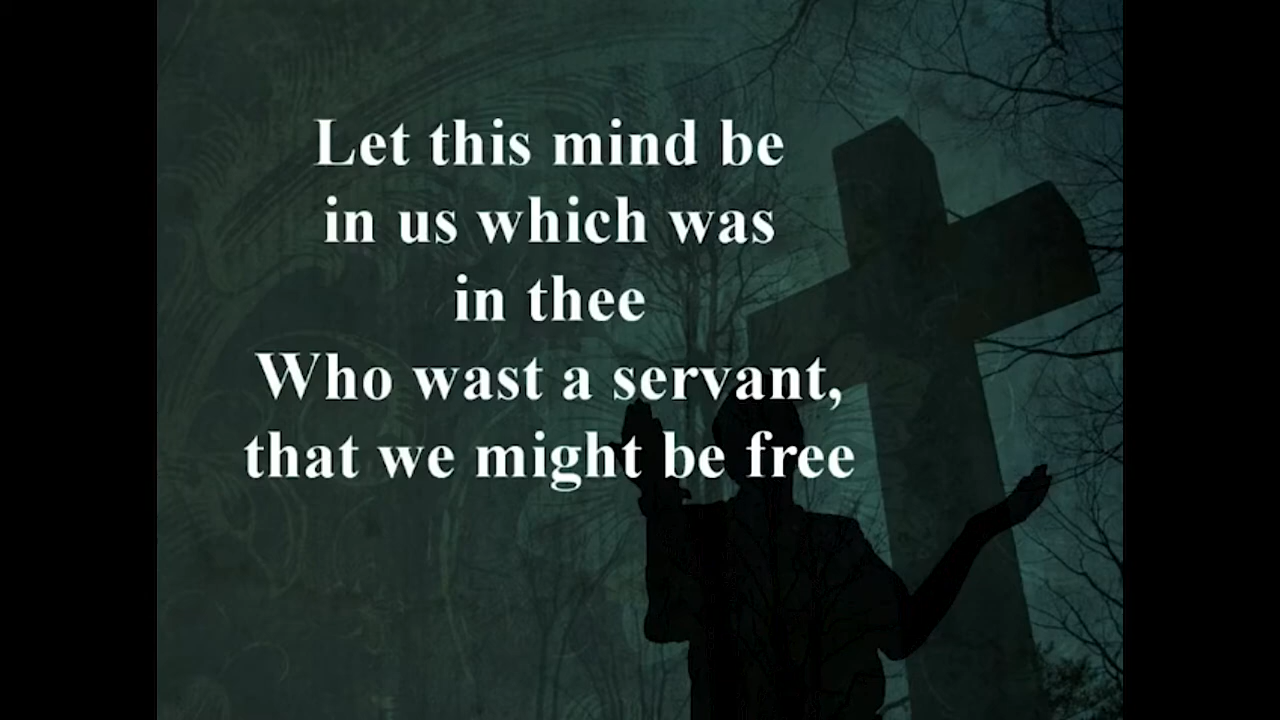 Let this mind be
in us which was
in thee
Who wast a servant,
that we might be free